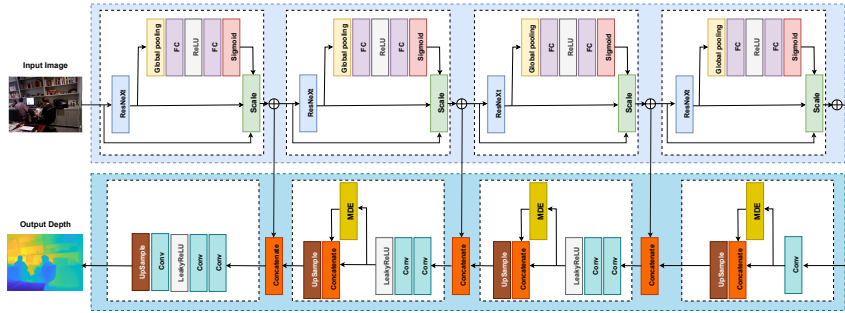 Input Image
ResNeXt
Global pooling
FC
ReLU
FC
Sigmoid
Scale
ResNeXt
Global pooling
FC
ReLU
FC
Sigmoid
Scale
ResNeXt
Global pooling
FC
ReLU
FC
Sigmoid
Scale
ResNeXt
Global pooling
FC
ReLU
FC
Sigmoid
Scale
Output Depth
UpSample
Conv
LeakyReLU
Conv
Conv
Concatenate
UpSample
Concatenate
MDE
LeakyReLU
Conv
Conv
Concatenate
UpSample
Concatenate
MDE
LeakyReLU
Conv
Conv
Concatenate
UpSample
Concatenate
MDE
Conv